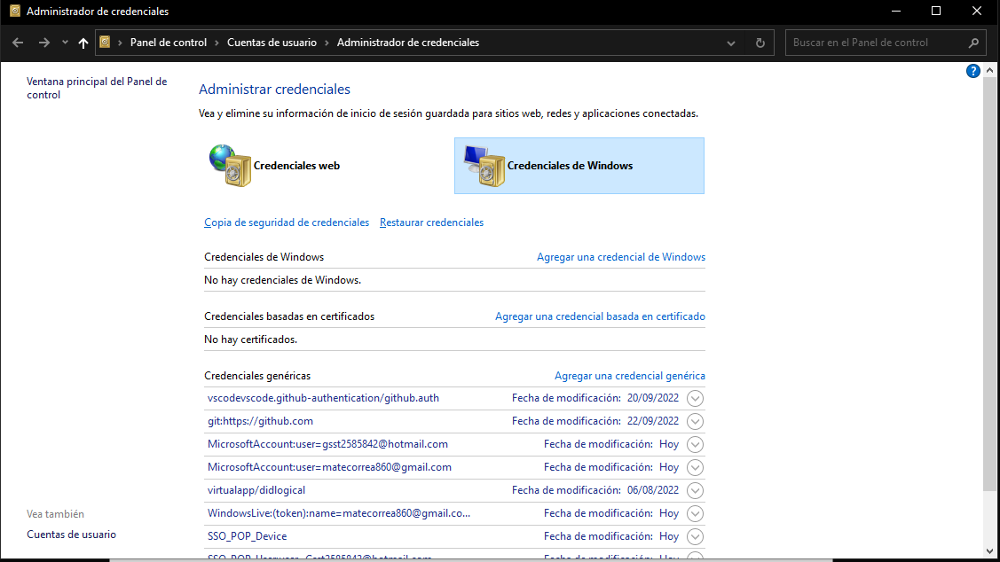 Administrador de credenciales
Panel de control > Cuentas de usuario > Administrador de credenciales
Buscar en el Panel de control
Ventana principal del Panel de
control
Administrar credenciales
Vea y elimine su información de inicio de sesión guardada para sitios web, redes y aplicaciones conectadas.
Credenciales web
Credenciales de Windows
Copia de seguridad de credenciales Restaurar credenciales
Credenciales de Windows Agregar una credencial de Windows
No hay credenciales de Windows.
Credenciales basadas en certificados Agregar una credencial basada en certificado
No hay certificados.
Credenciales genéricas Agregar una credencial genérica
vscodevscode.github-authentication/github.auth Fecha de modificación: 20/09/2022
git:https://github.com Fecha de modificación: 22/09/2022
MicrosoftAccount:user=gsst2585842@hotmail.com Fecha de modificación: Hoy
MicrosoftAccount:user=matecorrea860@gmail.com Fecha de modificación: Hoy
virtualapp/didlogical Fecha de modificación: 06/08/2022
WindowsLive:(token):name=matecorrea860@gmail.co... Fecha de modificación: Hoy
SSO_POP_Device Fecha de modificación: Hoy
Fecha de modificación: Hoy
Vea también
Cuentas de usuario